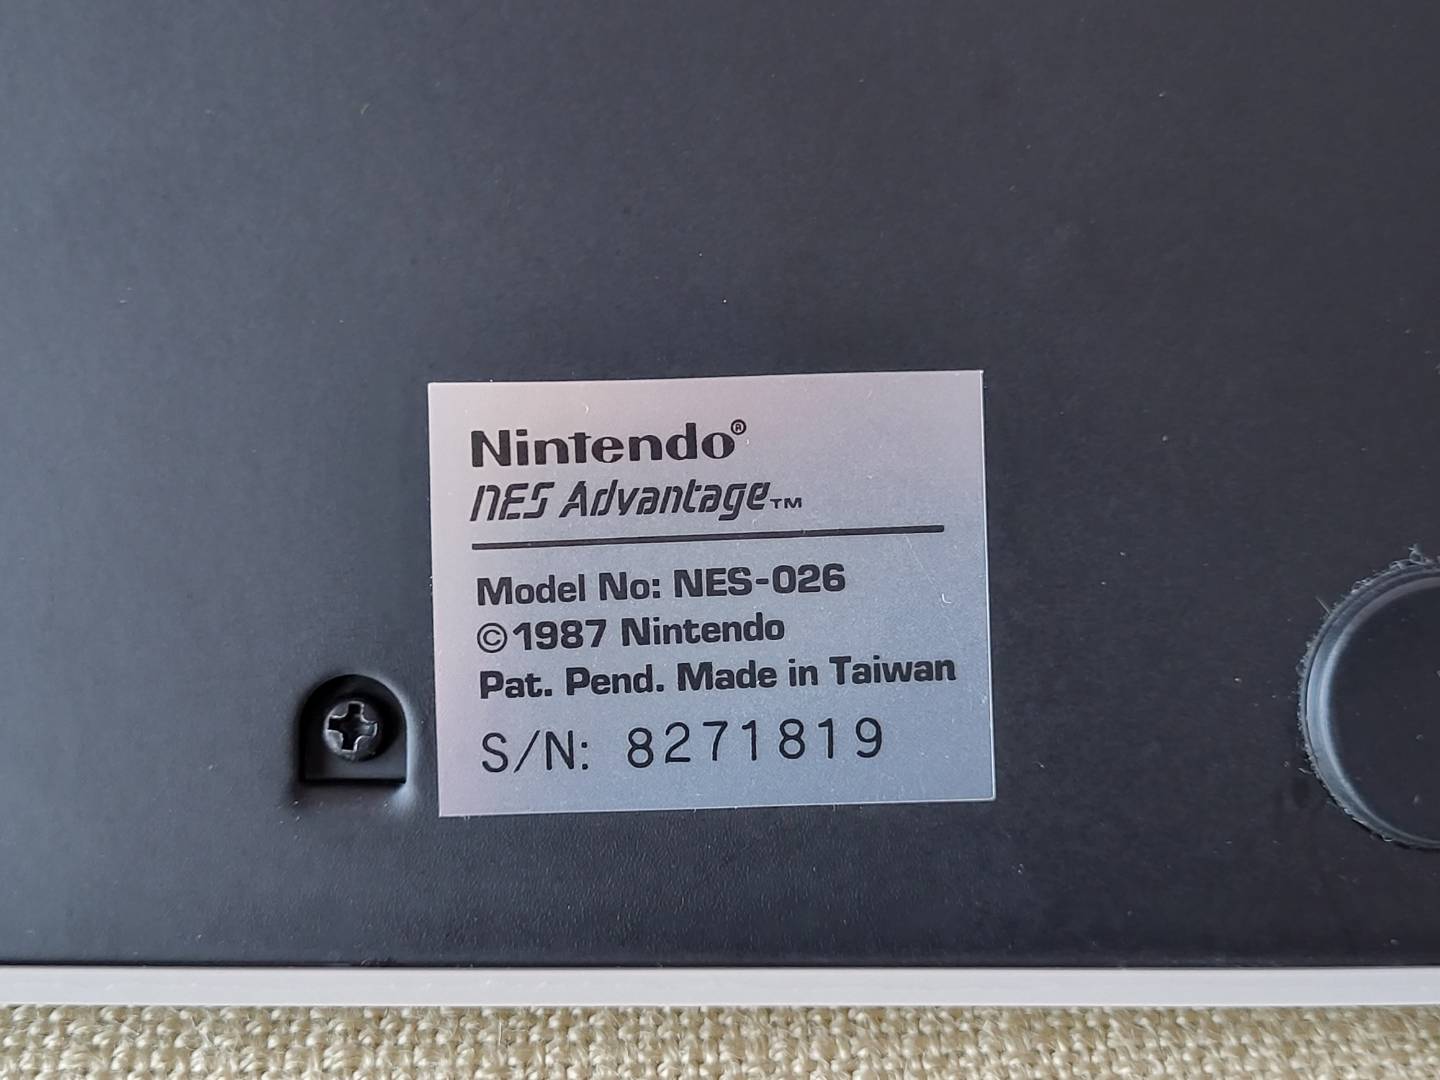 Nintendo®
NES Advantage™
Model No: NES-026
©1987 Nintendo
Pat. Pend. Made in Taiwan
S/N: 8271819